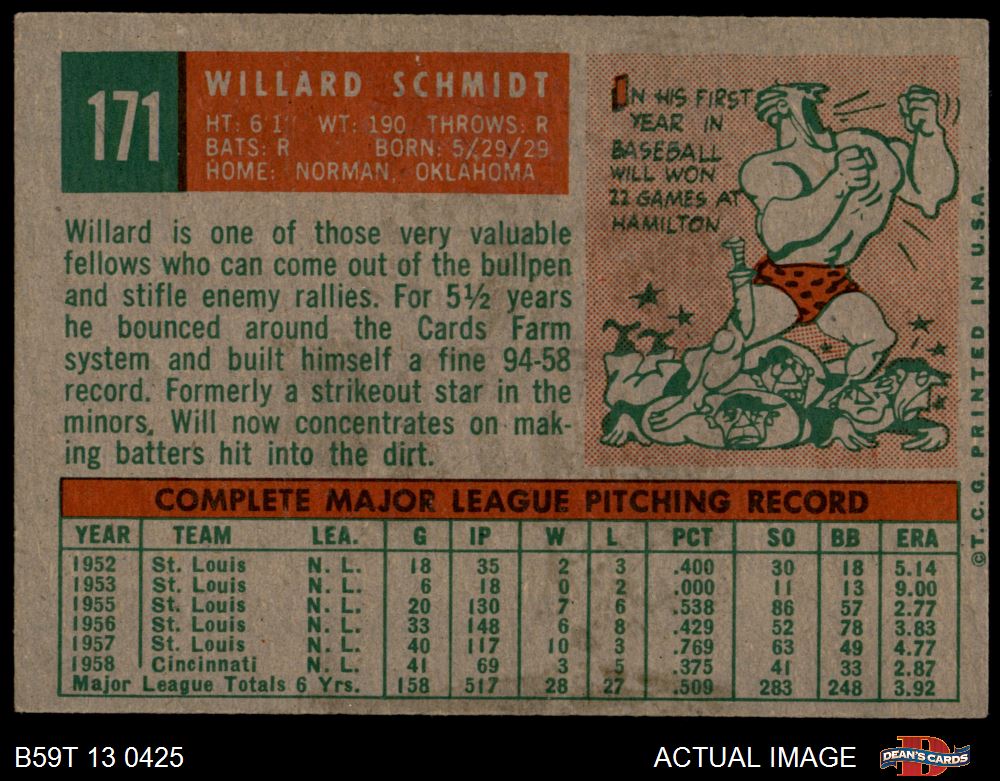 171
WILLARD SCHMIDT
HT: 6'1" WT: 190 THROWS: R
BATS: R BORN: 5/29/29
HOME: NORMAN, OKLAHOMA
Willard is one of those very valuable
fellows who can come out of the bullpen
and stifle enemy rallies. For 5½ years
he bounced around the Cards Farm
system and built himself a fine 94-58
record. Formerly a strikeout star in the
minors, Will now concentrates on mak-
ing batters hit into the dirt.
IN HIS FIRST
YEAR IN
BASEBALL
WILL WON
22 GAMES AT
HAMILTON
©T.C.G. PRINTED IN U.S.A.
COMPLETE MAJOR LEAGUE PITCHING RECORD
YEAR TEAM LEA. G IP W L PCT SO BB ERA
1952 St. Louis N. L. 18 35 2 3 .400 30 18 5.14
1953 St. Louis N. L. 6 18 0 2 .000 11 13 9.00
1955 St. Louis N. L. 20 130 7 6 .538 86 57 2.77
1956 St. Louis N. L. 33 148 6 8 .429 52 78 3.83
1957 St. Louis N. L. 40 117 10 3 .769 63 49 4.77
1958 Cincinnati N. L. 41 69 3 5 .375 41 33 2.87
Major League Totals 6 Yrs. 158 517 28 27 .509 283 248 3.92
B59T 13 0425
ACTUAL IMAGE
D
DEAN'S CARDS